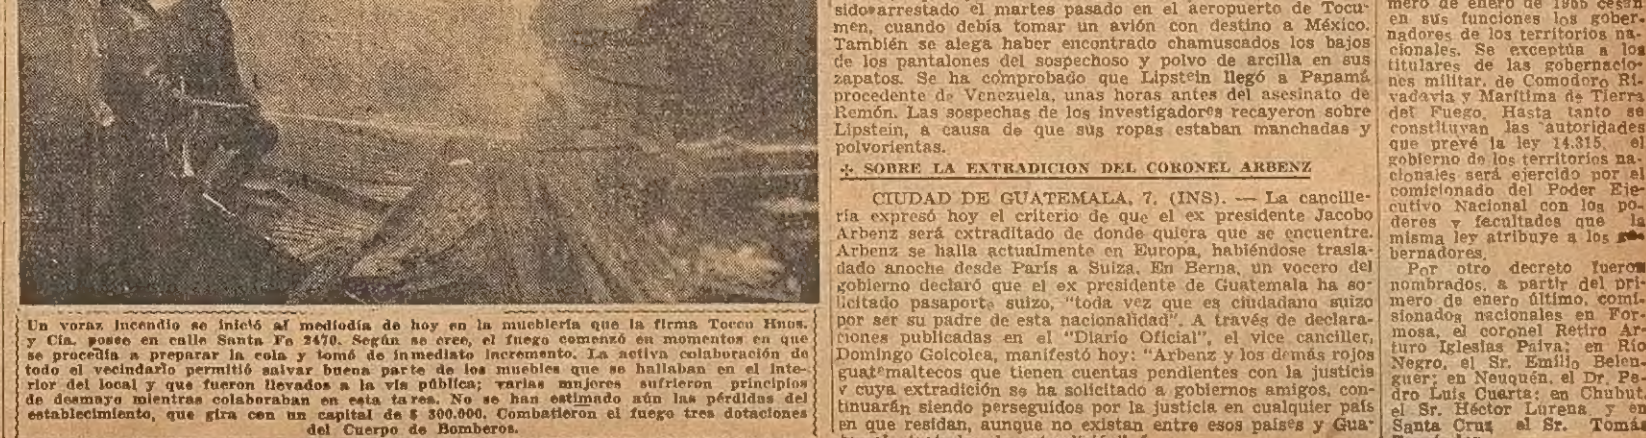 Un voraz incendio se inició al mediodía de hoy en la mueblería que la firma Tocco Hnos.
y Cía. posee en calle Santa Fe 2470. Según se cree, el fuego comenzó en momentos en que
se procedía a preparar la cola y tomó de inmediato incremento. La activa colaboración de
todo el vecindario permitió salvar buena parte de los muebles que se hallaban en el inte-
rior del local y que fueron llevados a la vía pública; varias mujeres sufrieron principios
de desmayo mientras colaboraban en esta tarea. No se han estimado aún las pérdidas del
establecimiento, que gira con un capital de $ 300.000. Combatieron el fuego tres dotaciones
del Cuerpo de Bomberos.
sido arrestado el martes pasado en el aeropuerto de Tocu-
men, cuando debía tomar un avión con destino a México.
También se alega haber encontrado chamuscados los bajos
de los pantalones del sospechoso y polvo de arcilla en sus
zapatos. Se ha comprobado que Lipstein llegó a Panamá
procedente de Venezuela, unas horas antes del asesinato de
Remón. Las sospechas de los investigadores recayeron sobre
Lipstein, a causa de que sus ropas estaban manchadas y
polvorientas.
SOBRE LA EXTRADICION DEL CORONEL ARBENZ
CIUDAD DE GUATEMALA, 7. (INS). — La cancille-
ría expresó hoy el criterio de que el ex presidente Jacobo
Arbenz será extraditado de donde quiera que se encuentre.
Arbenz se halla actualmente en Europa, habiéndose trasla-
dado anoche desde París a Suiza. En Berna, un vocero del
gobierno declaró que el ex presidente de Guatemala ha so-
licitado pasaporte suizo, "toda vez que es ciudadano suizo
por ser su padre de esta nacionalidad". A través de declara-
ciones publicadas en el "Diario Oficial", el vice canciller,
Domingo Golcolea, manifestó hoy: "Arbenz y los demás rojos
guatemaltecos que tienen cuentas pendientes con la justicia
y cuya extradición se ha solicitado a gobiernos amigos, con-
tinuarán siendo perseguidos por la justicia en cualquier país
en que residan, aunque no existan entre esos países y Gua-
mero de enero de 1955 cesan
en sus funciones los gober-
nadores de los territorios na-
cionales. Se exceptúa a los
titulares de las gobernacio-
nes militar, de Comodoro Ri-
vadavia y Marítima de Tierra
del Fuego. Hasta tanto se
constituyan las autoridades
que prevé la ley 14.315, el
gobierno de los territorios na-
cionales será ejercido por el
comisionado del Poder Eje-
cutivo Nacional con los po-
deres y facultades que la
misma ley atribuye a los
bernadores.
Por otro decreto fueron
nombrados, a partir del pri-
mero de enero último, comi-
sionados nacionales en For-
mosa, el coronel Retiro Ar-
turo Iglesias Paiva; en Río
Negro, el Sr. Emilio Belen-
guer; en Neuquén, el Dr. Pe-
dro Luis Cuarta; en Chubut,
el Sr. Héctor Lurena, y en
Santa Cruz el Sr. Tomás